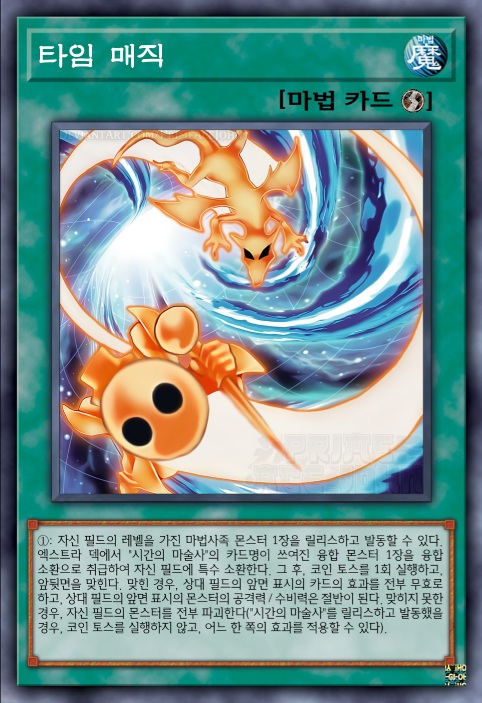 타임 매직
마법
魔
[마법 카드]
①: 자신 필드의 레벨을 가진 마법사족 몬스터 1장을 릴리스하고 발동할 수 있다.
엑스트라 덱에서 "시간의 마술사"의 카드명이 쓰여진 융합 몬스터 1장을 융합
소환으로 취급하여 자신 필드에 특수 소환한다. 그 후, 코인 토스를 1회 실행하고,
앞뒷면을 맞힌다. 맞힌 경우, 상대 필드의 앞면 표시의 카드의 효과를 전부 무효로
하고, 상대 필드의 앞면 표시의 몬스터의 공격력 / 수비력은 절반이 된다. 맞히지 못한
경우, 자신 필드의 몬스터를 전부 파괴한다("시간의 마술사"를 릴리스하고 발동했을
경우, 코인 토스를 실행하지 않고, 어느 한 쪽의 효과를 적용할 수 있다).